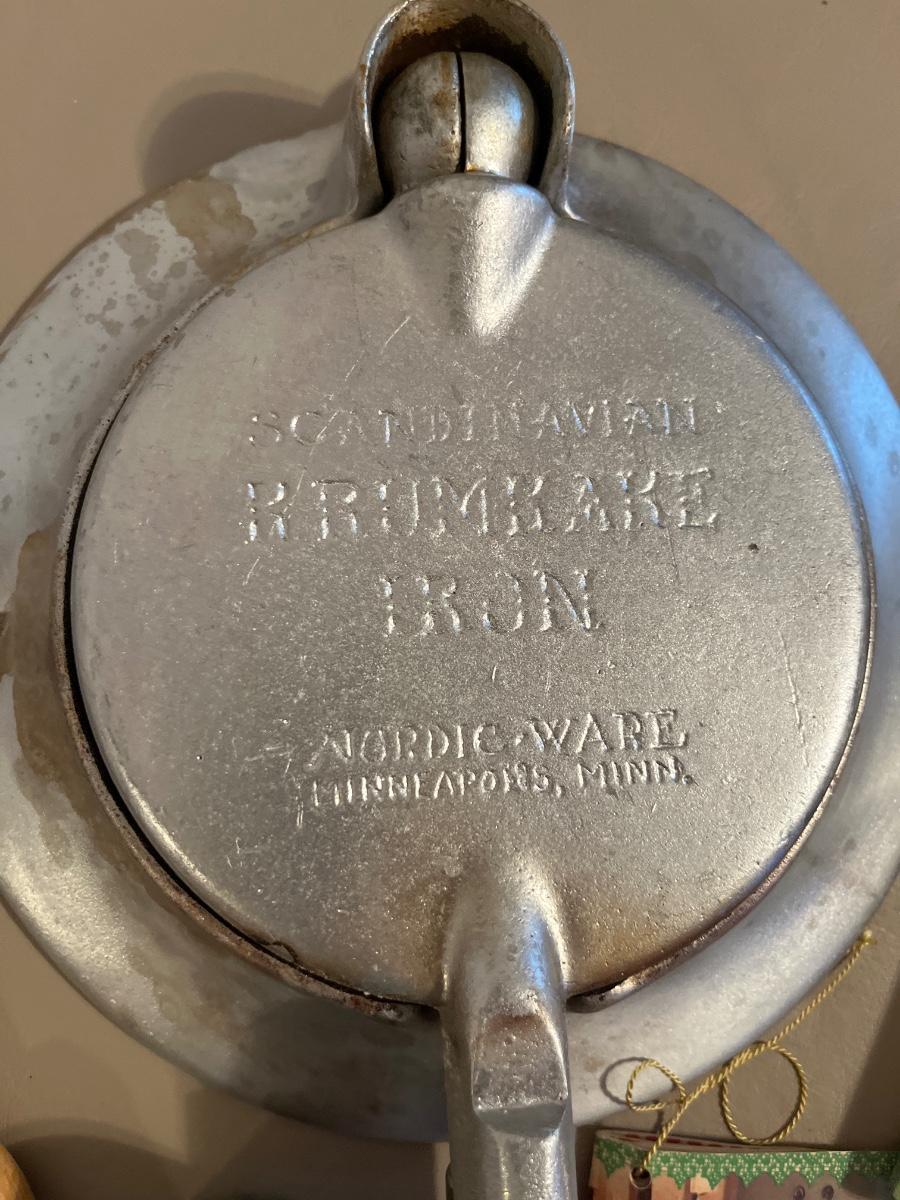 SCANDINAVIAN
KRUMKAKE
IRON
NORDIC WARE
MINNEAPOLIS, MINN.